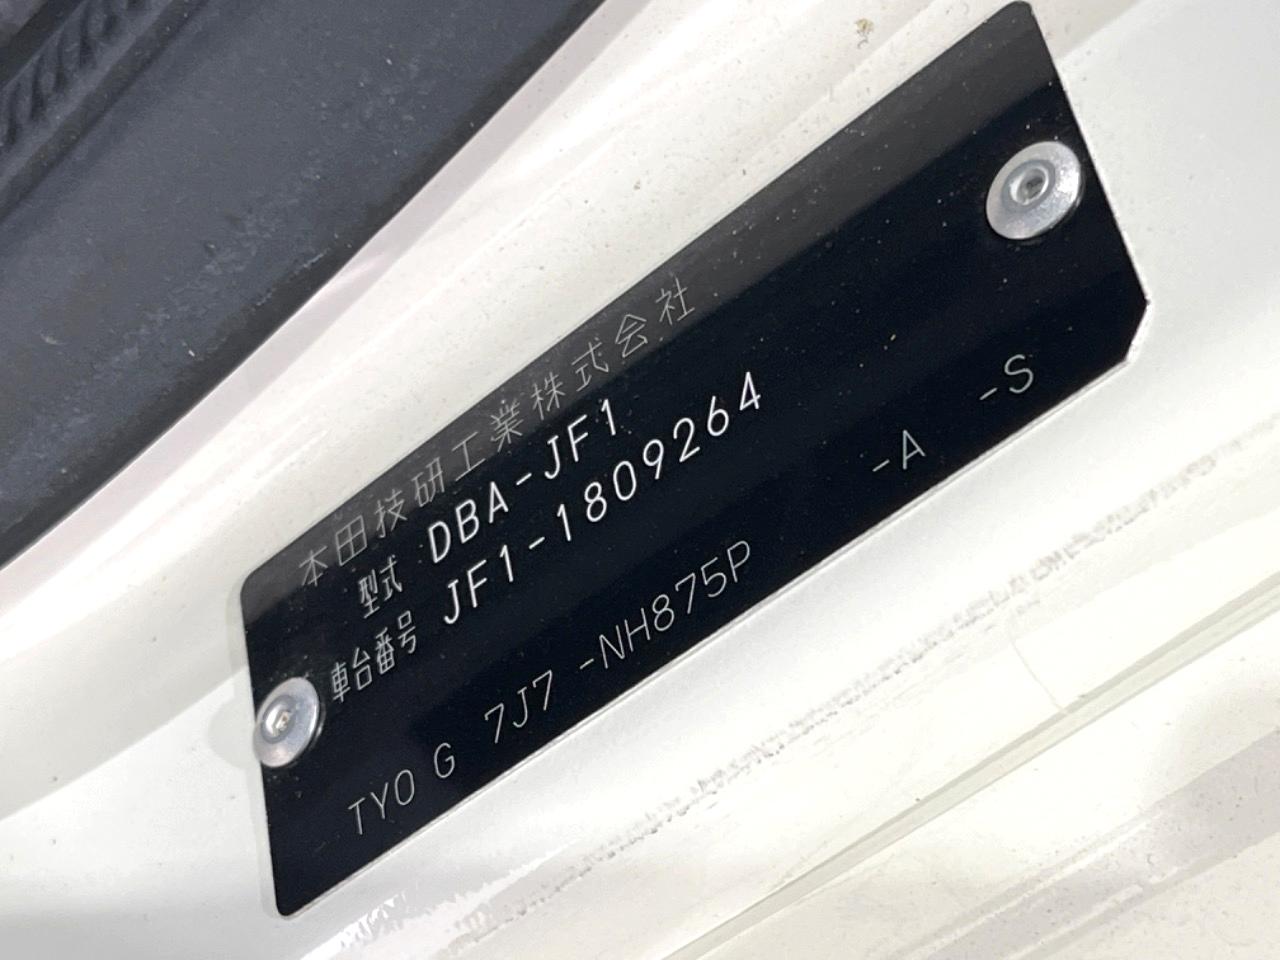 本田技研工業株式会社
型式 DBA-JF1
車台番号 JF1-1809264
TYO G 7J7 -NH875P -A -S